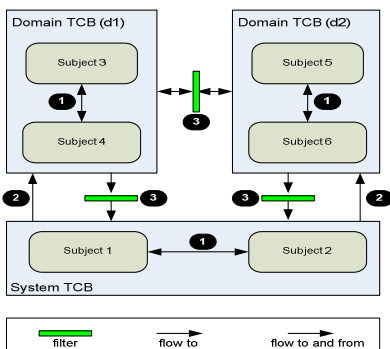 Domain TCB (d1)
Domain TCB (d2)
Subject 3
Subject 5
1
1
3
Subject 4
Subject 6
2
3
3
2
1
Subject 1
Subject 2
System TCB
filter
flow to
flow to and from